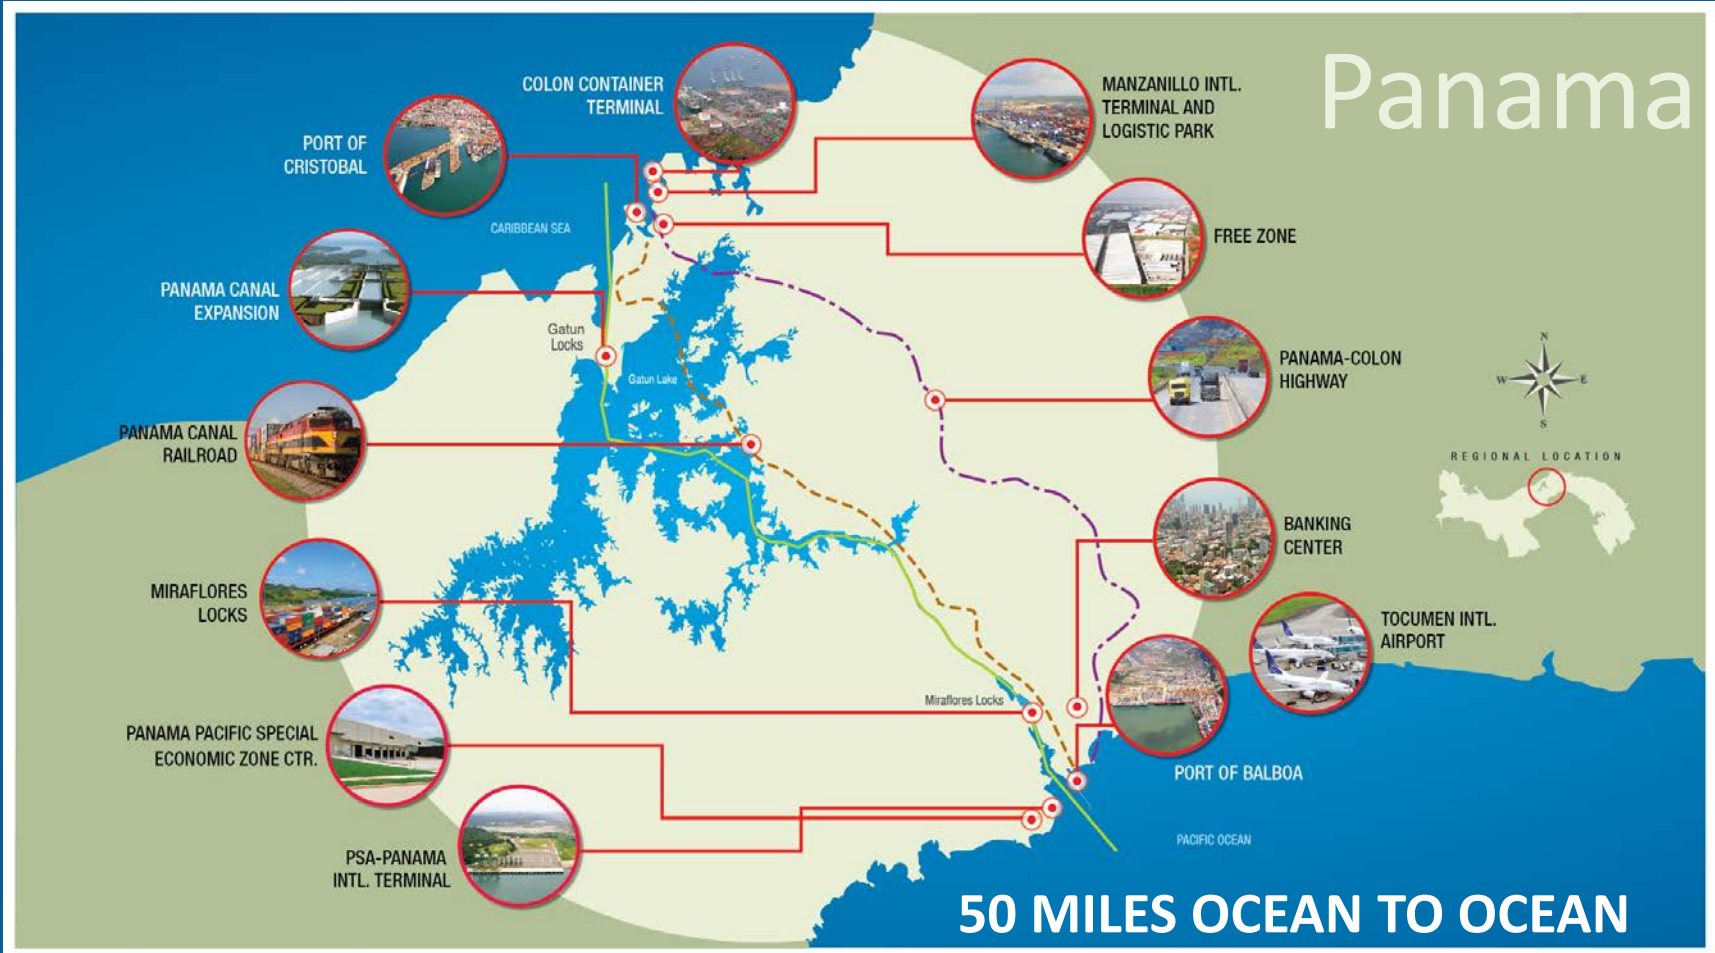 Panama
COLON CONTAINER
TERMINAL
MANZANILLO INTL.
TERMINAL AND
LOGISTIC PARK
PORT OF
CRISTOBAL
CARIBBEAN SEA
FREE ZONE
PANAMA CANAL
EXPANSION
Gatun
Locks
Gatun Lake
PANAMA-COLON
HIGHWAY
N
W
E
S
PANAMA CANAL
RAILROAD
REGIONAL LOCATION
BANKING
CENTER
MIRAFLORES
LOCKS
TOCUMEN INTL.
AIRPORT
Miraflores Locks
PANAMA PACIFIC SPECIAL
ECONOMIC ZONE CTR.
PORT OF BALBOA
PSA-PANAMA
INTL. TERMINAL
PACIFIC OCEAN
50 MILES OCEAN TO OCEAN